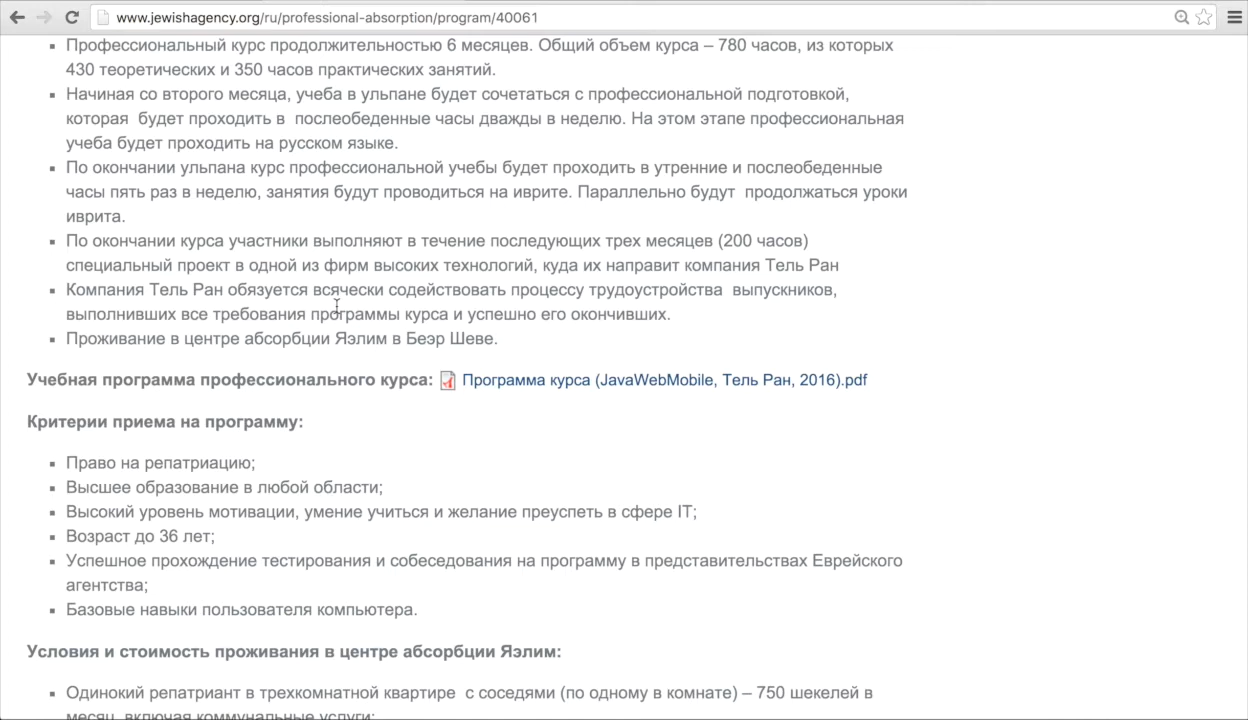 www.jewishagency.org/ru/professional-absorption/program/40061
Профессиональный курс продолжительностью 6 месяцев. Общий объем курса – 780 часов, из которых
430 теоретических и 350 часов практических занятий.
Начиная со второго месяца, учеба в ульпане будет сочетаться с профессиональной подготовкой,
которая будет проходить в послеобеденные часы дважды в неделю. На этом этапе профессиональная
учеба будет проходить на русском языке.
По окончании ульпана курс профессиональной учебы будет проходить в утренние и послеобеденные
часы пять раз в неделю, занятия будут проводиться на иврите. Параллельно будут продолжаться уроки
иврита.
По окончании курса участники выполняют в течение последующих трех месяцев (200 часов)
специальный проект в одной из фирм высоких технологий, куда их направит компания Тель Ран
Компания Тель Ран обязуется всячески содействовать процессу трудоустройства выпускников,
выполнивших все требования программы курса и успешно его окончивших.
Проживание в центре абсорбции Яэлим в Беэр Шеве.
Учебная программа профессионального курса: Программа курса (JavaWebMobile, Тель Ран, 2016).pdf
Критерии приема на программу:
Право на репатриацию;
Высшее образование в любой области;
Высокий уровень мотивации, умение учиться и желание преуспеть в сфере IT;
Возраст до 36 лет;
Успешное прохождение тестирования и собеседования на программу в представительствах Еврейского
агентства;
Базовые навыки пользователя компьютера.
Условия и стоимость проживания в центре абсорбции Яэлим:
Одинокий репатриант в трехкомнатной квартире с соседями (по одному в комнате) – 750 шекелей в
месяц, включая коммунальные услуги;